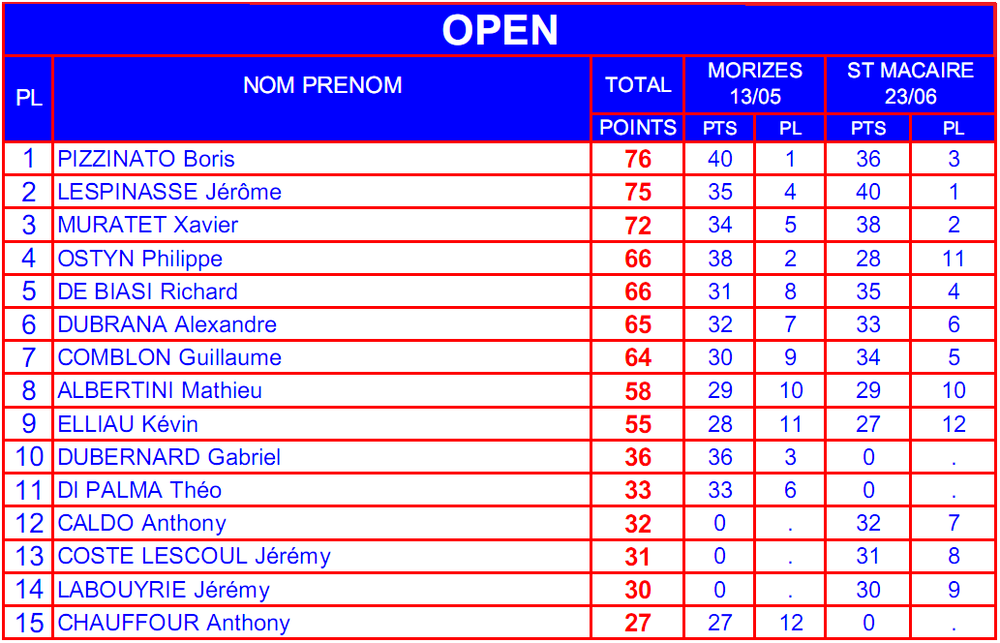 OPEN
PL NOM PRENOM TOTAL MORIZES 13/05 ST MACAIRE 23/06
POINTS PTS PL PTS PL
1 PIZZINATO Boris 76 40 1 36 3
2 LESPINASSE Jérôme 75 35 4 40 1
3 MURATET Xavier 72 34 5 38 2
4 OSTYN Philippe 66 38 2 28 11
5 DE BIASI Richard 66 31 8 35 4
6 DUBRANA Alexandre 65 32 7 33 6
7 COMBLON Guillaume 64 30 9 34 5
8 ALBERTINI Mathieu 58 29 10 29 10
9 ELLIAU Kévin 55 28 11 27 12
10 DUBERNARD Gabriel 36 36 3 0 .
11 DI PALMA Théo 33 33 6 0 .
12 CALDO Anthony 32 0 . 32 7
13 COSTE LESCOUL Jérémy 31 0 . 31 8
14 LABOUYRIE Jérémy 30 0 . 30 9
15 CHAUFFOUR Anthony 27 27 12 0 .